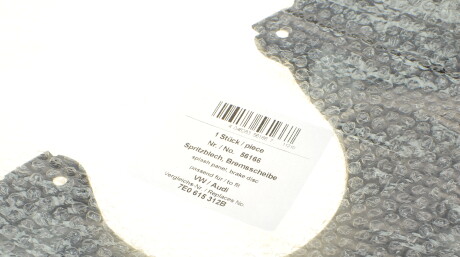 1 Stück / piece
Nr. / No. 56166
Spritzblech, Bremsscheibe
splash panel, brake disc
passend für / to fit
VW / Audi
Vergleichs-Nr. / Replaces No.
7E0 615 312B